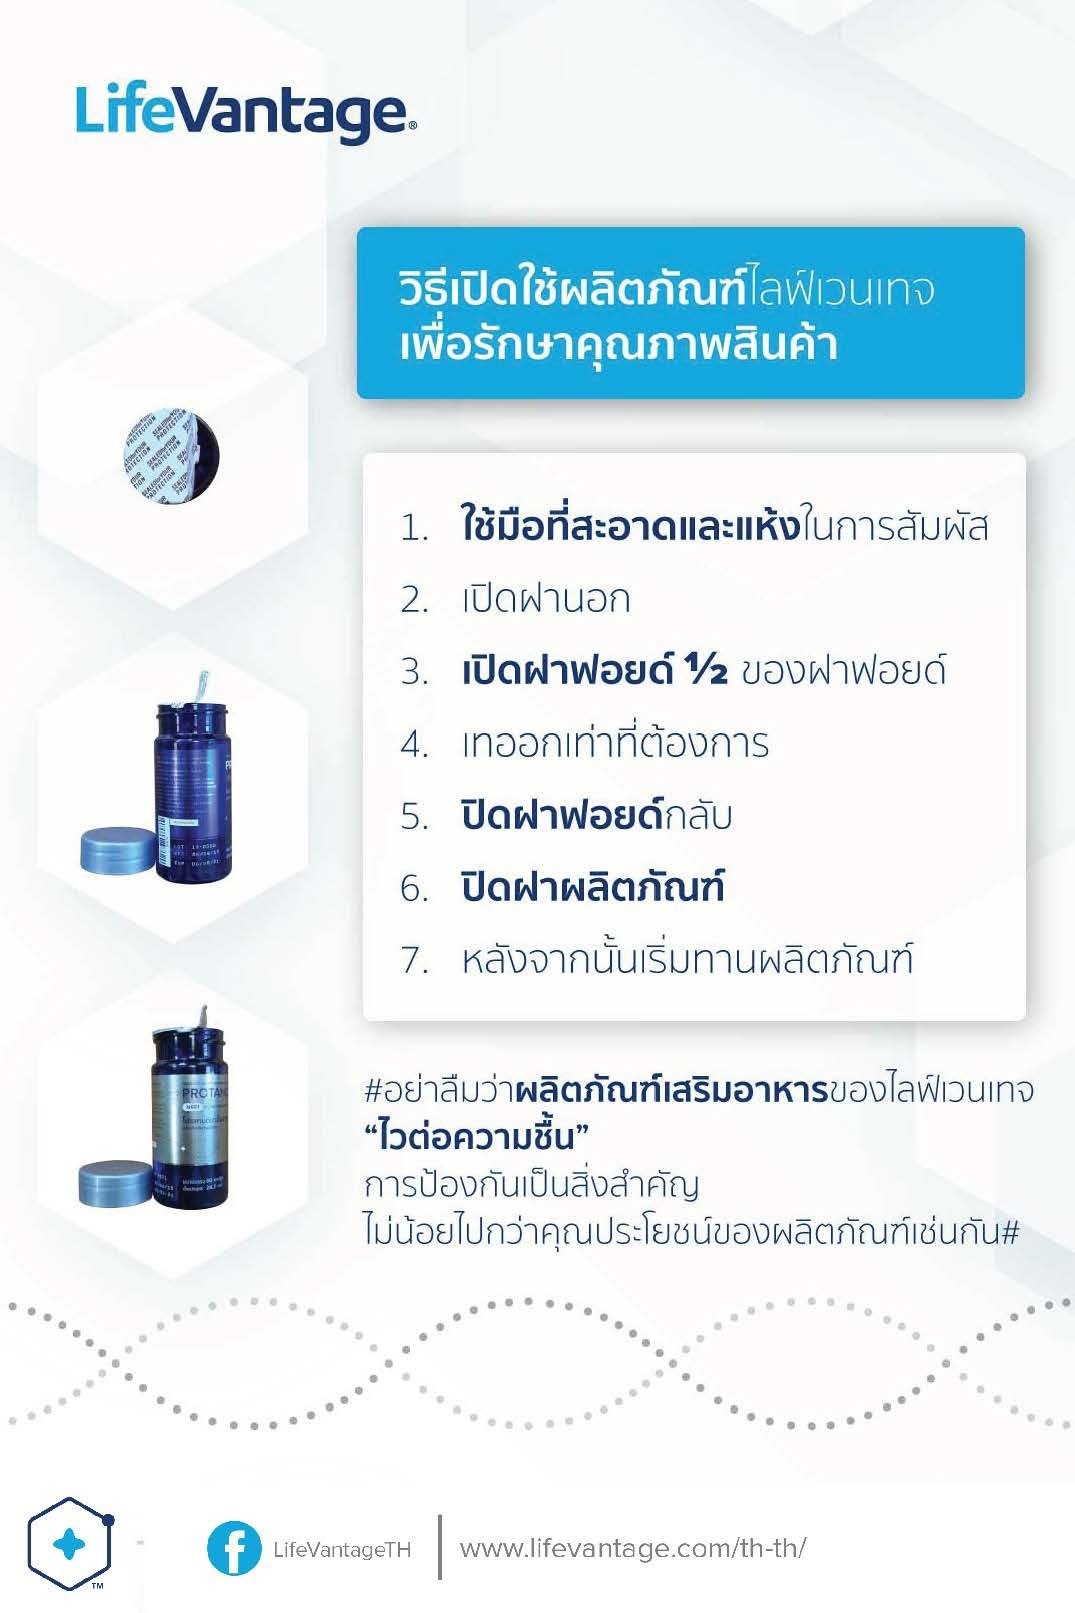 LifeVantage®
วิธีเปิดใช้ผลิตภัณฑ์ไลฟ์เวนเทจ
เพื่อรักษาคุณภาพสินค้า
1. ใช้มือที่สะอาดและแห้งในการสัมผัส
2. เปิดฝานอก
3. เปิดฝาฟอยด์ ½ ของฝาฟอยด์
4. เทออกเท่าที่ต้องการ
5. ปิดฝาฟอยด์กลับ
6. ปิดฝาผลิตภัณฑ์
7. หลังจากนั้นเริ่มทานผลิตภัณฑ์
SEALED for YOUR
PROTECTION
PROTAN
#อย่าลืมว่าผลิตภัณฑ์เสริมอาหารของไลฟ์เวนเทจ
“ไวต่อความชื้น”
การป้องกันเป็นสิ่งสำคัญ
ไม่น้อยไปกว่าคุณประโยชน์ของผลิตภัณฑ์เช่นกัน#
TM
LifeVantageTH
www.lifevantage.com/th-th/